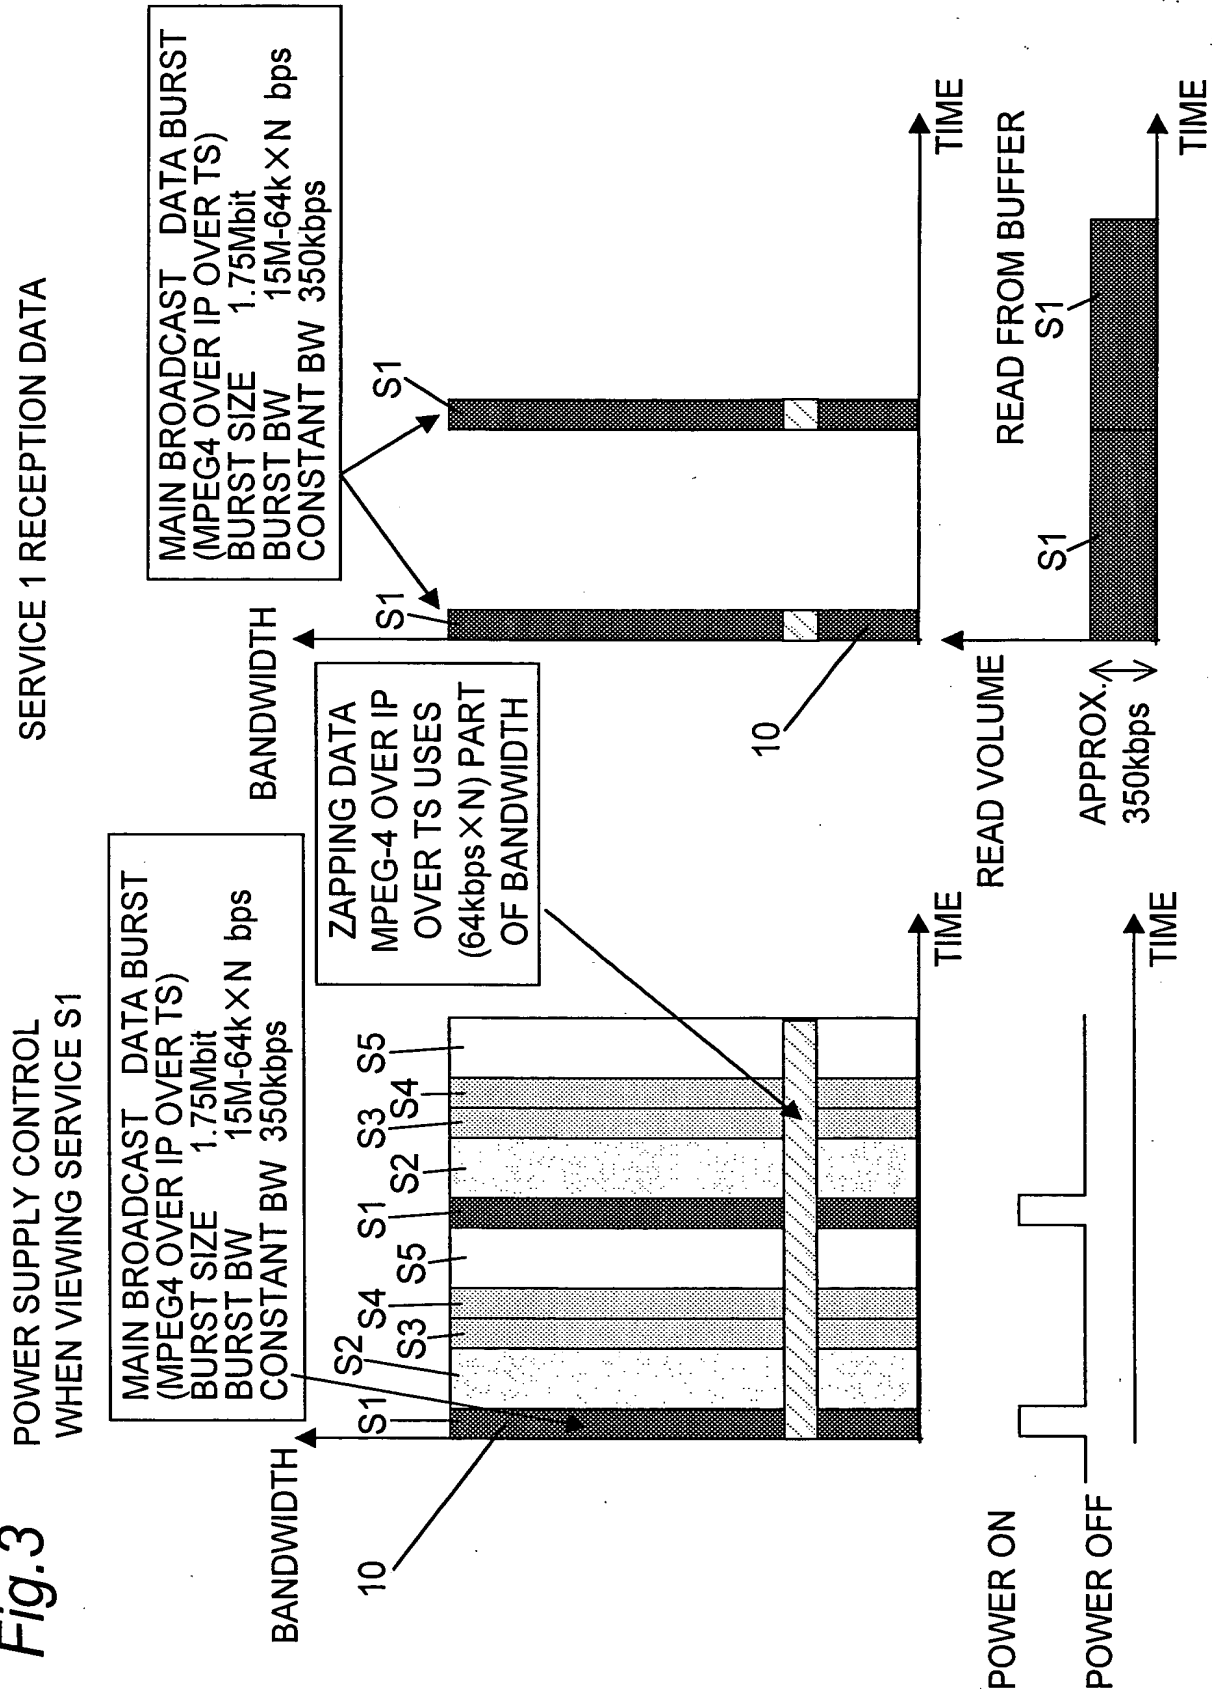 Fig.3
POWER SUPPLY CONTROL
WHEN VIEWING SERVICE S1
MAIN BROADCAST DATA BURST
(MPEG4 OVER IP OVER TS)
BURST SIZE 1.75Mbit
BURST BW 15M-64k×N bps
CONSTANT BW 350kbps
BANDWIDTH
10
S1
S2
S3
S4
S5
S1
S2
S3
S4
S5
TIME
ZAPPING DATA
MPEG-4 OVER IP
OVER TS USES
(64kbps×N) PART
OF BANDWIDTH
POWER ON
POWER OFF
TIME
SERVICE 1 RECEPTION DATA
MAIN BROADCAST DATA BURST
(MPEG4 OVER IP OVER TS)
BURST SIZE 1.75Mbit
BURST BW 15M-64k×N bps
CONSTANT BW 350kbps
BANDWIDTH
S1
S1
10
TIME
READ VOLUME
READ FROM BUFFER
APPROX.
350kbps
S1
S1
TIME